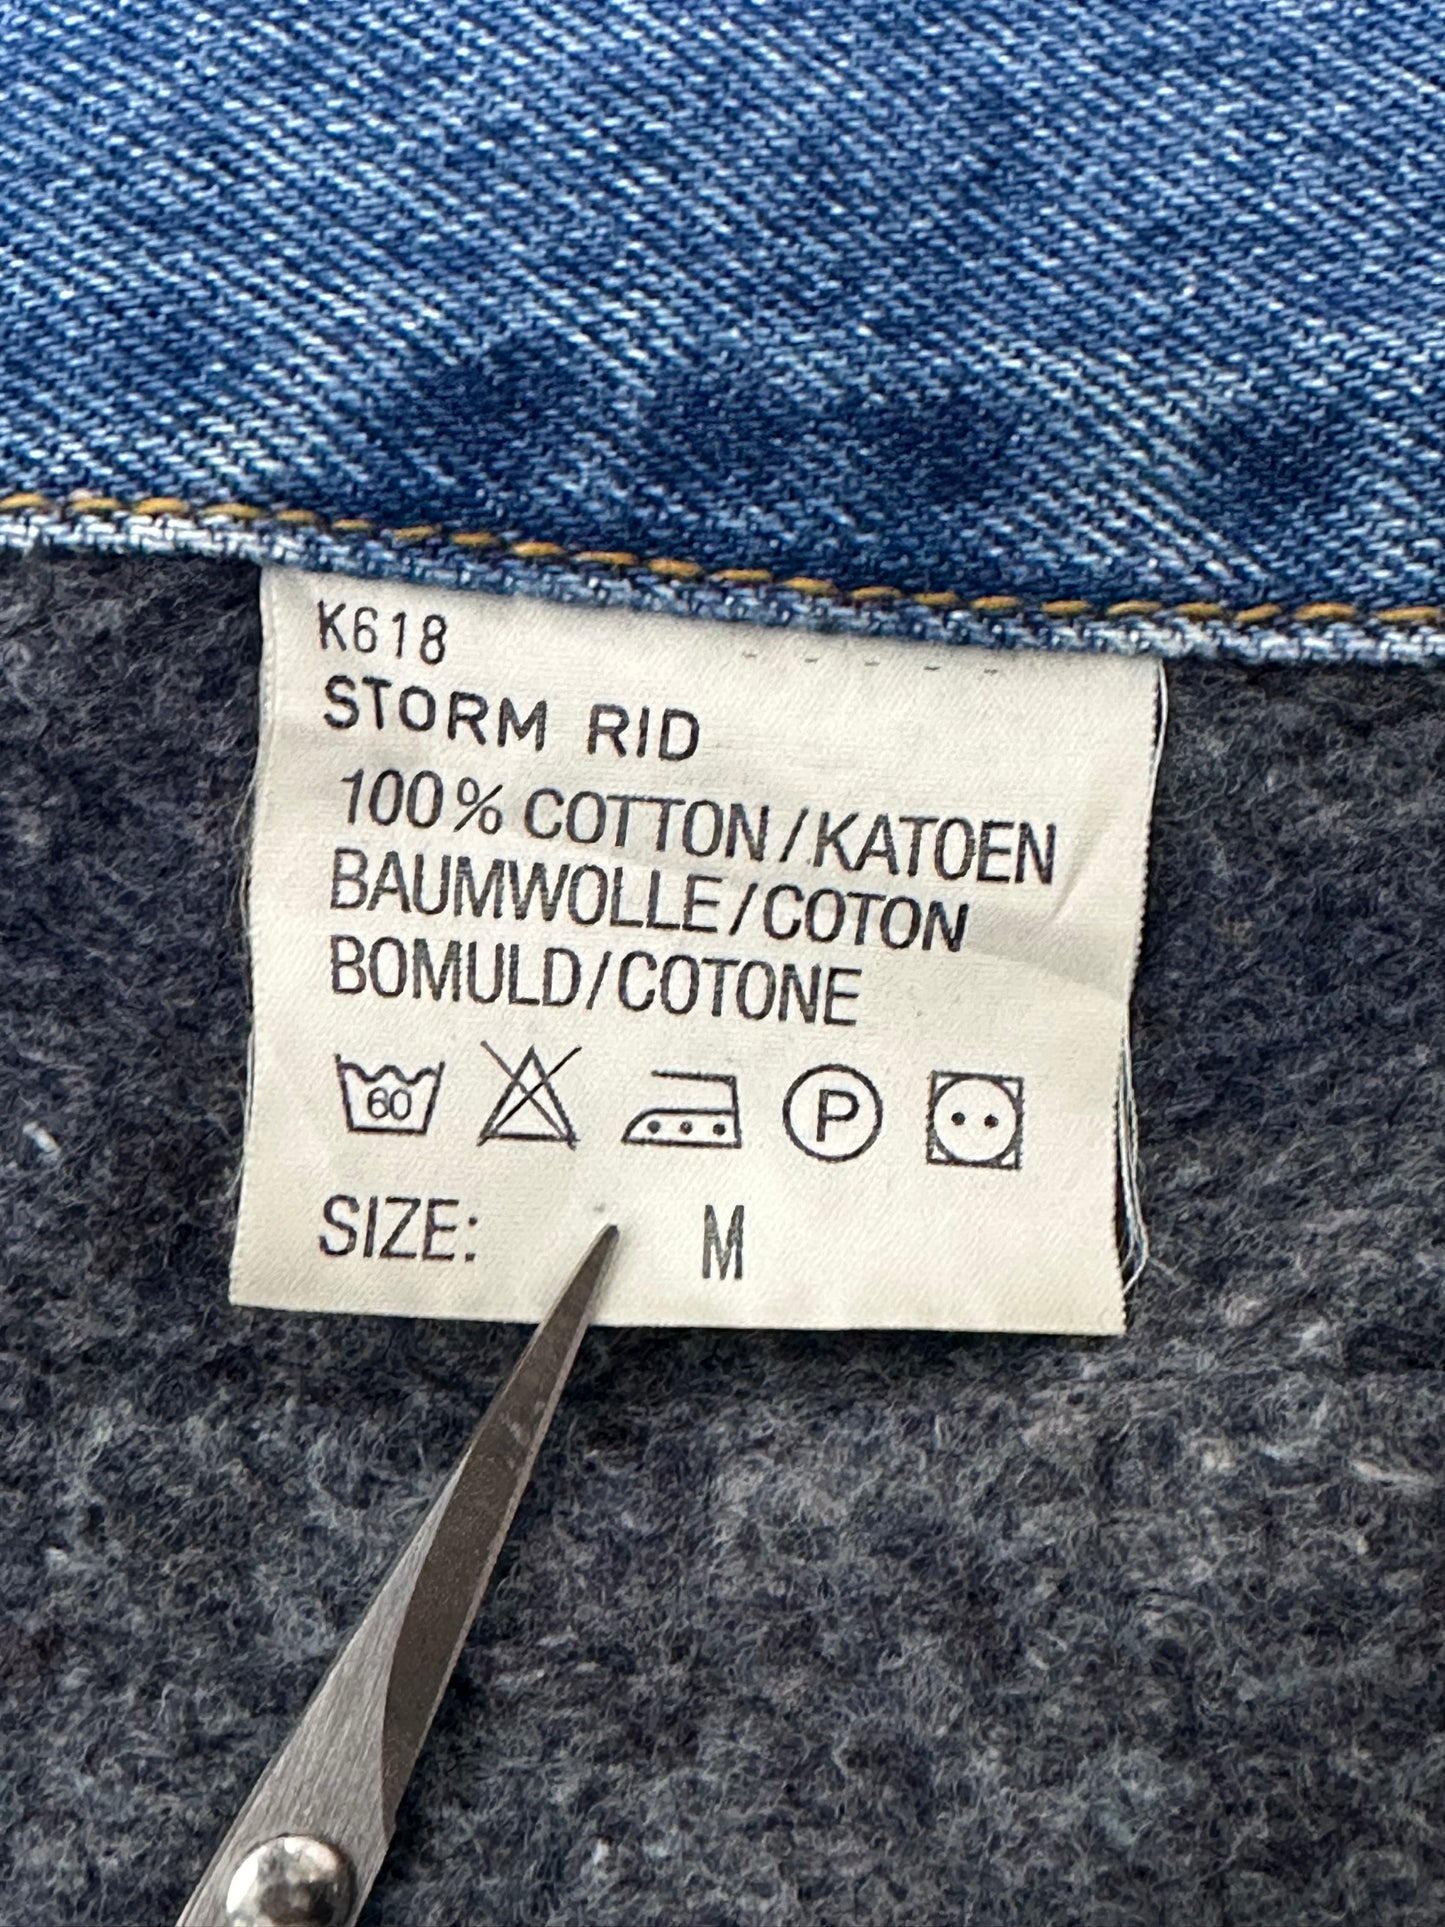 K618
STORM RID
100% COTTON/KATOEN
BAUMWOLLE/COTON
BOMULD/COTONE
60 P
SIZE: M